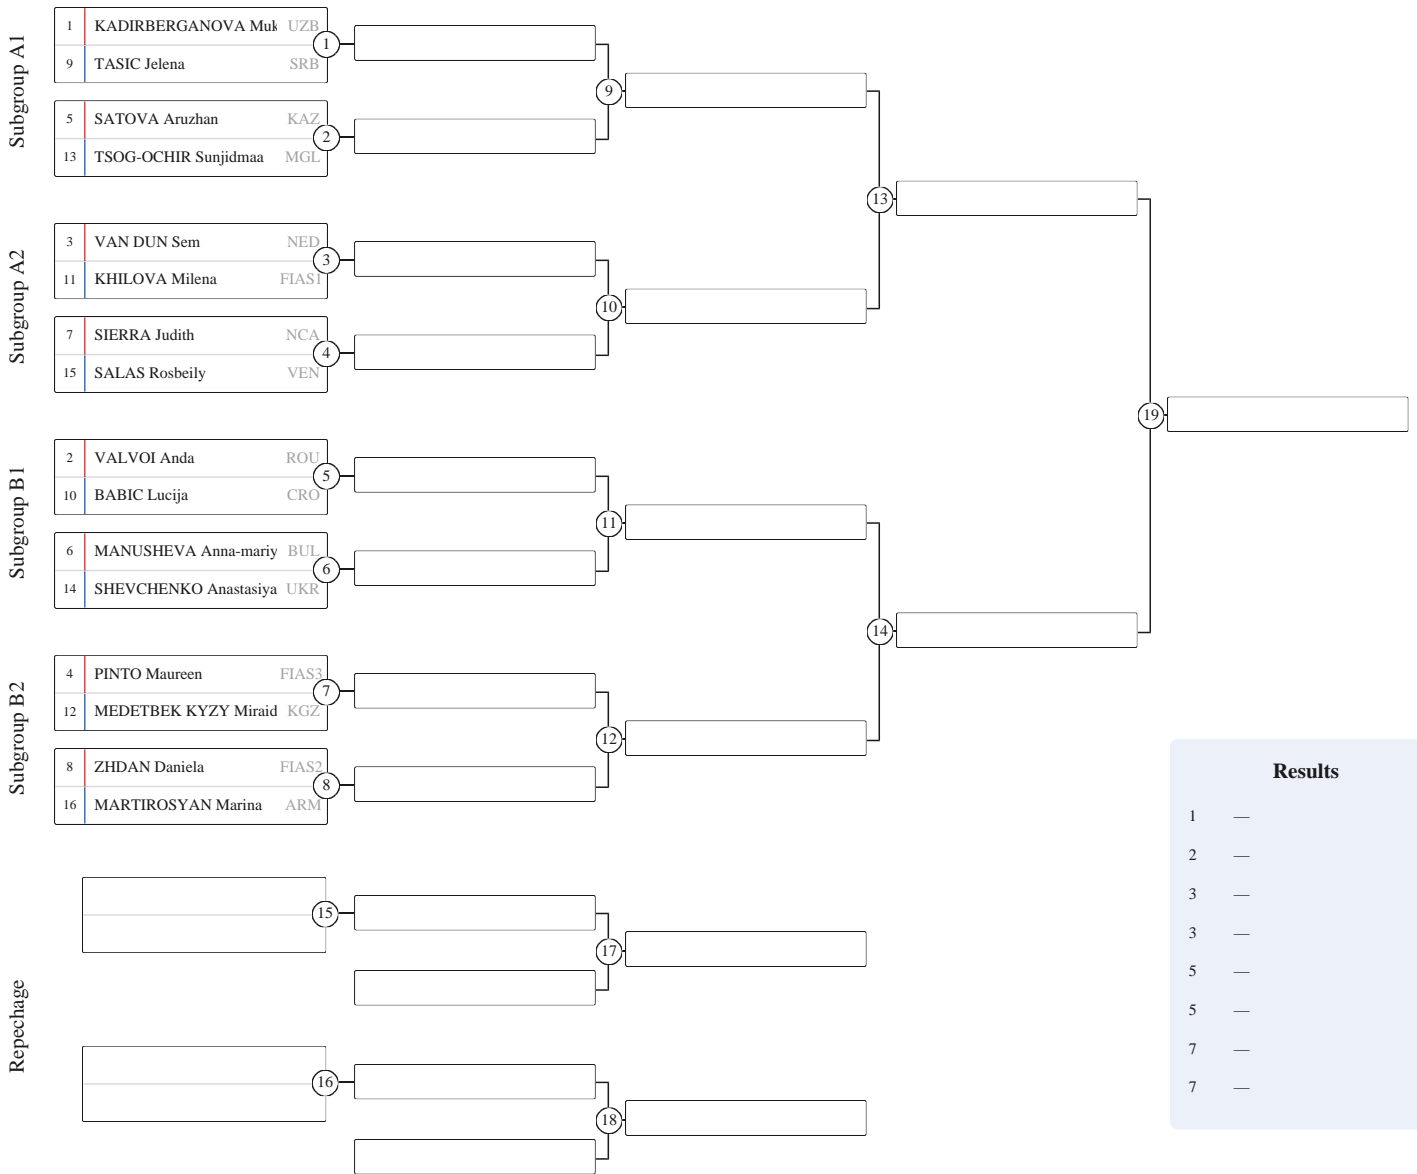 Subgroup A1
1 KADIRBERGANOVA Muk UZB
9 TASIC Jelena SRB
1
5 SATOVA Aruzhan KAZ
13 TSOG-OCHIR Sunjidmaa MGL
2
9
Subgroup A2
3 VAN DUN Sem NED
11 KHILOVA Milena FIAS1
3
7 SIERRA Judith NCA
15 SALAS Rosbeily VEN
4
10
13
Subgroup B1
2 VALVOI Anda ROU
10 BABIC Lucija CRO
5
6 MANUSHEVA Anna-mariy BUL
14 SHEVCHENKO Anastasiya UKR
6
11
Subgroup B2
4 PINTO Maureen FIAS3
12 MEDETBEK KYZY Miraid KGZ
7
8 ZHDAN Daniela FIAS2
16 MARTIROSYAN Marina ARM
8
12
14
19
Repechage
15
17
16
18
Results
1 —
2 —
3 —
3 —
5 —
5 —
7 —
7 —